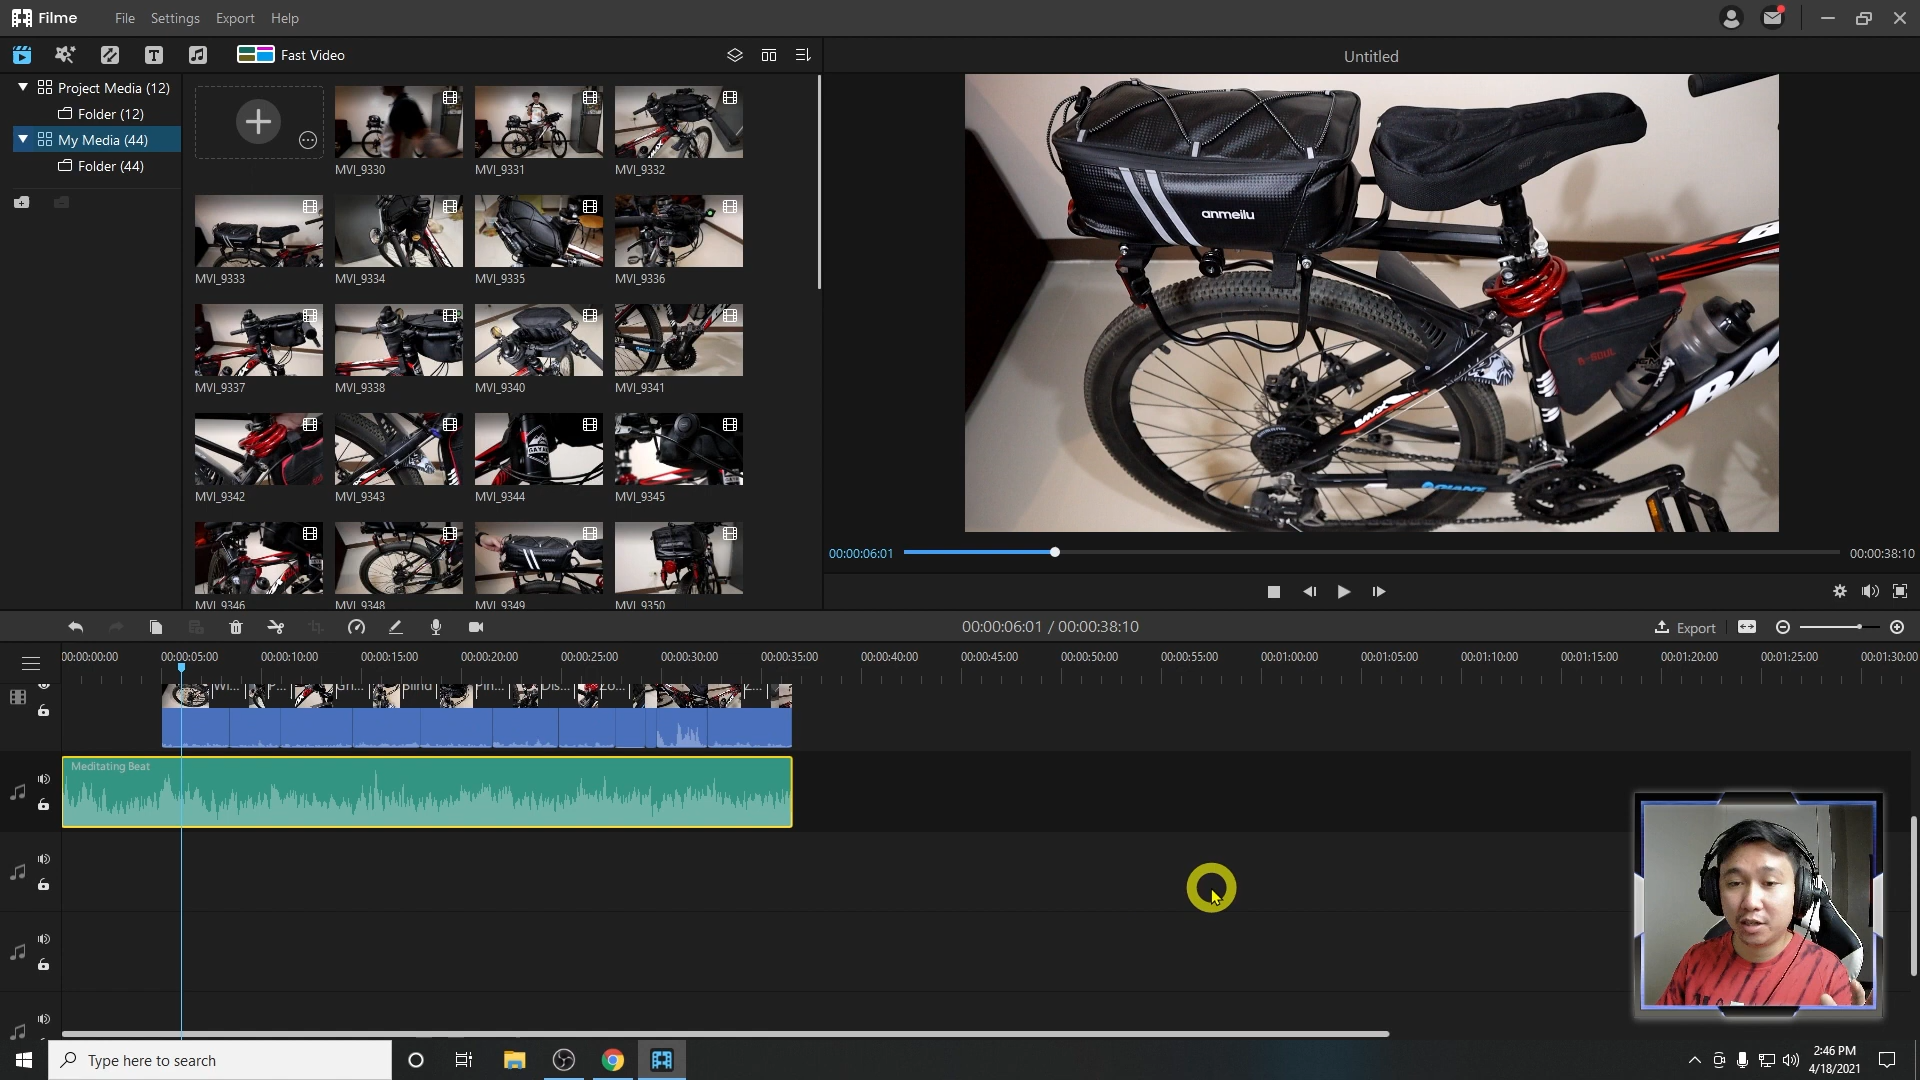 Filme
File Settings Export Help
Fast Video
Untitled
Project Media (12)
Folder (12)
My Media (44)
Folder (44)
MVI_9330 MVI_9331 MVI_9332
MVI_9333 MVI_9334 MVI_9335 MVI_9336
MVI_9337 MVI_9338 MVI_9340 MVI_9341
MVI_9342 MVI_9343 MVI_9344 MVI_9345
MVI_9346 MVI_9348 MVI_9349 MVI_9350
anmeilu
B-SOUL
GIANT
00:00:06:01 00:00:38:10
00:00:06:01 / 00:00:38:10
Export
00:00:00:00 00:00:05:00 00:00:10:00 00:00:15:00 00:00:20:00 00:00:25:00 00:00:30:00 00:00:35:00 00:00:40:00 00:00:45:00 00:00:50:00 00:00:55:00 00:01:00:00 00:01:05:00 00:01:10:00 00:01:15:00 00:01:20:00 00:01:25:00 00:01:30:00
Wi... P... Blind Pin... Dis... Zo... Z...
Meditating Beat
Type here to search
2:46 PM
4/18/2021